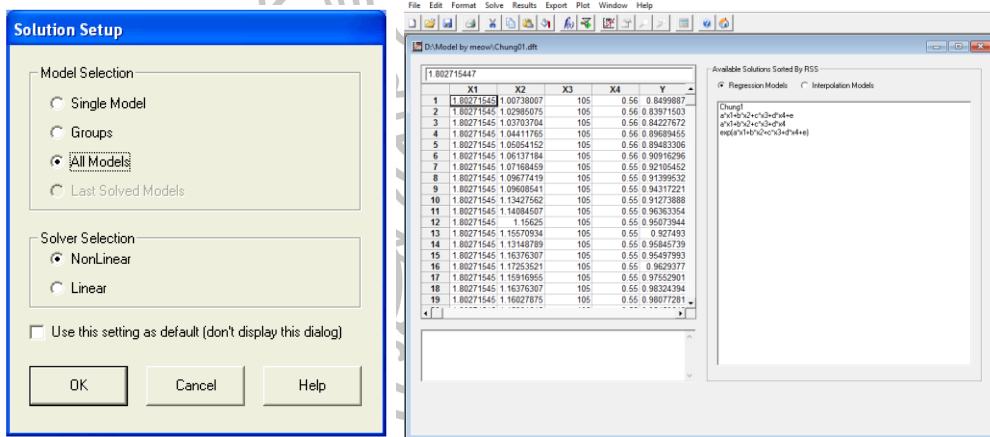 Solution Setup
Model Selection
Single Model
Groups
All Models
Last Solved Models
Solver Selection
NonLinear
Linear
Use this setting as default (don't display this dialog)
OK Cancel Help
File Edit Format Solve Results Export Plot Window Help
D:\Model by meow\Chung01.dft
1.802715447
X1 X2 X3 X4 Y
1 1.80271545 1.00738007 105 0.56 0.8499887
2 1.80271545 1.02985075 105 0.56 0.83971503
3 1.80271545 1.03703704 105 0.56 0.84227672
4 1.80271545 1.04411765 105 0.56 0.89689455
5 1.80271545 1.05054152 105 0.56 0.89483306
6 1.80271545 1.06137184 105 0.56 0.90916296
7 1.80271545 1.07168459 105 0.55 0.92105452
8 1.80271545 1.09677419 105 0.55 0.91399532
9 1.80271545 1.09608541 105 0.55 0.94317221
10 1.80271545 1.13427562 105 0.55 0.91273888
11 1.80271545 1.14084507 105 0.55 0.96363354
12 1.80271545 1.15625 105 0.55 0.95073944
13 1.80271545 1.15570934 105 0.55 0.927493
14 1.80271545 1.13148789 105 0.55 0.95845739
15 1.80271545 1.16376307 105 0.55 0.95497993
16 1.80271545 1.17253521 105 0.55 0.9629377
17 1.80271545 1.15916955 105 0.55 0.97552901
18 1.80271545 1.16376307 105 0.55 0.98324394
19 1.80271545 1.16027875 105 0.55 0.98077281
Available Solutions Sorted By RSS
Regression Models Interpolation Models
Chung1
a*x1+b*x2+c*x3+d*x4+e
a*x1+b*x2+c*x3+d*x4
exp(a*x1+b*x2+c*x3+d*x4+e)